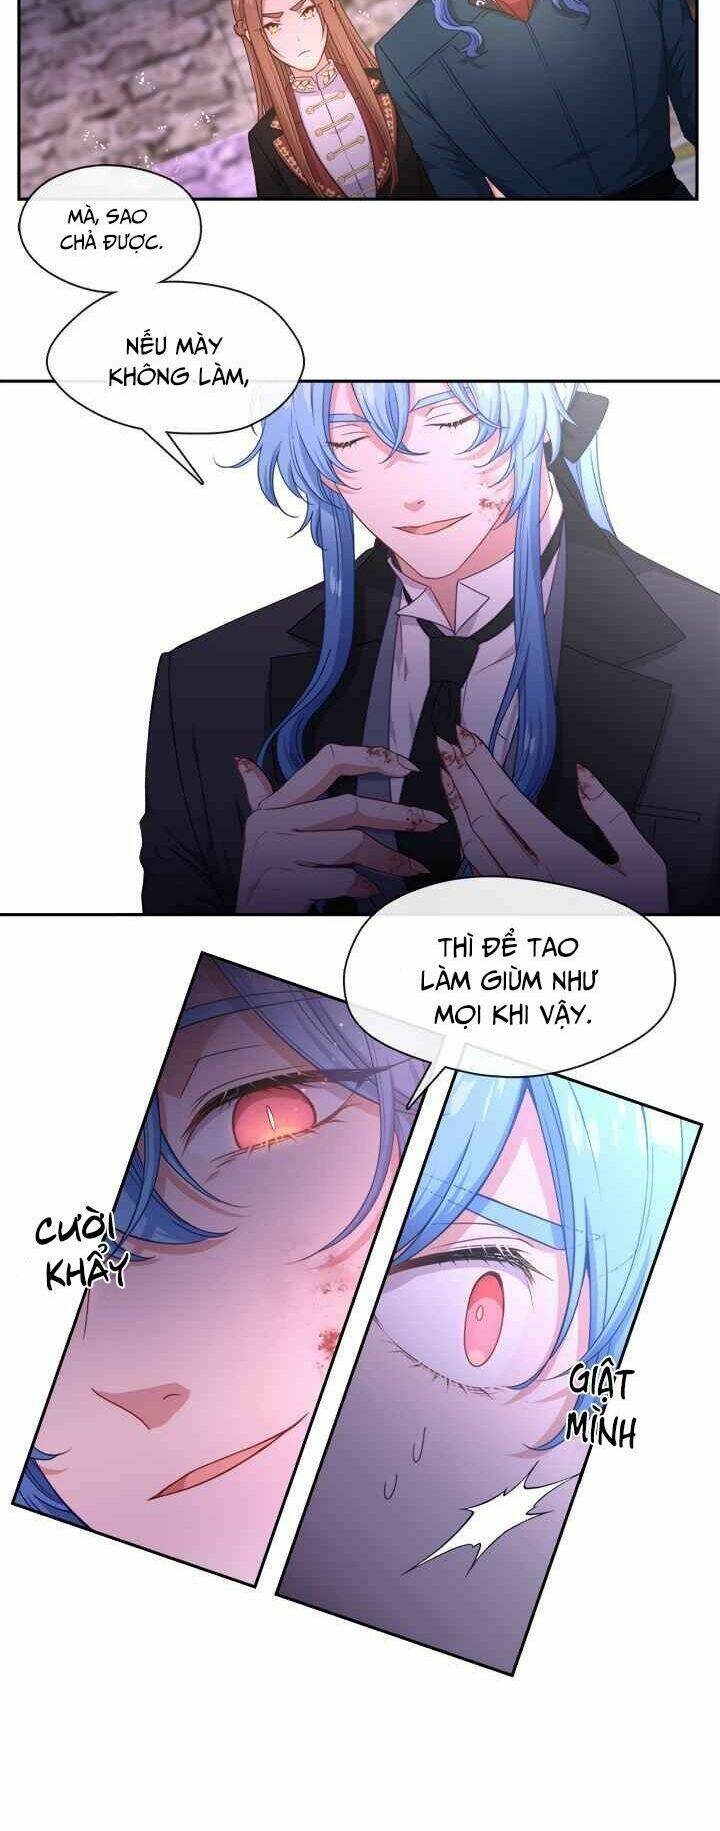 MÀ, SAO
CHẢ ĐƯỢC.
NẾU MÀY
KHÔNG LÀM,
THÌ ĐỂ TAO
LÀM GIÙM NHƯ
MỌI KHI VẬY.
CƯỜI
KHẨY
GIẬT
MÌNH